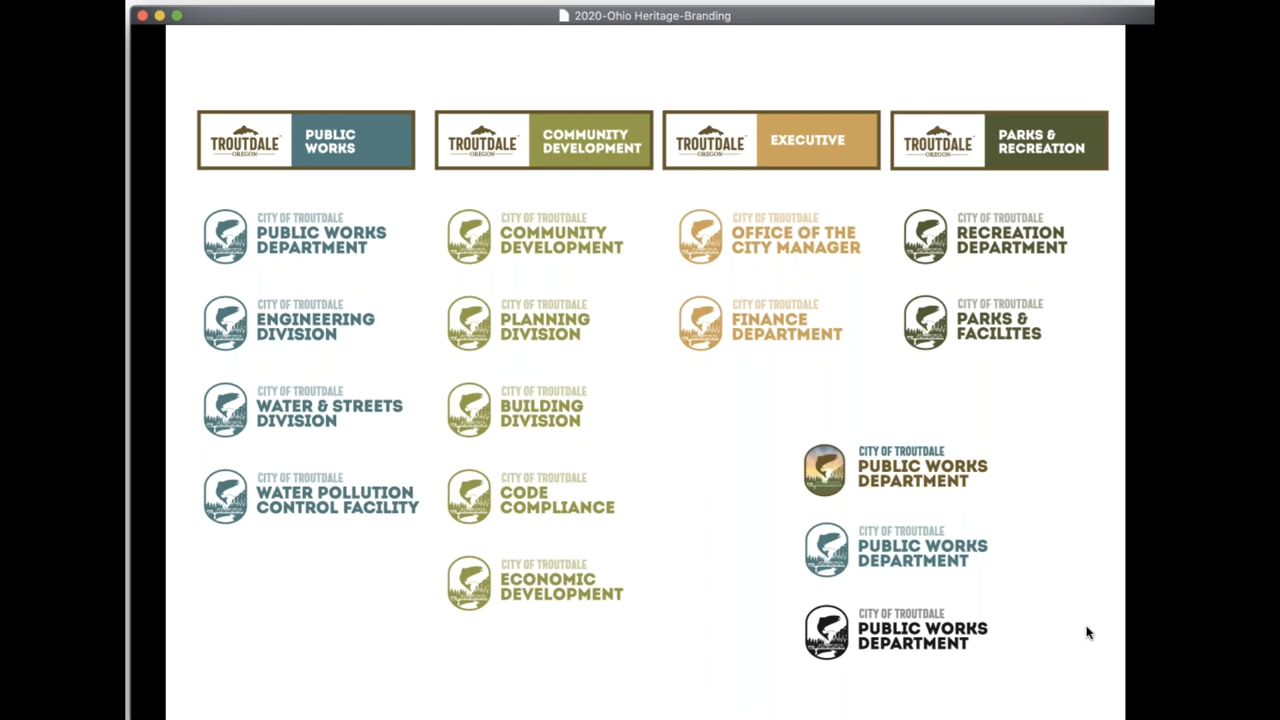 2020-Ohio Heritage-Branding
TROUTDALE
OREGON
PUBLIC
WORKS
TROUTDALE
OREGON
COMMUNITY
DEVELOPMENT
TROUTDALE
OREGON
EXECUTIVE
TROUTDALE
OREGON
PARKS &
RECREATION
CITY OF TROUTDALE
PUBLIC WORKS
DEPARTMENT
CITY OF TROUTDALE
ENGINEERING
DIVISION
CITY OF TROUTDALE
WATER & STREETS
DIVISION
CITY OF TROUTDALE
WATER POLLUTION
CONTROL FACILITY
CITY OF TROUTDALE
COMMUNITY
DEVELOPMENT
CITY OF TROUTDALE
PLANNING
DIVISION
CITY OF TROUTDALE
BUILDING
DIVISION
CITY OF TROUTDALE
CODE
COMPLIANCE
CITY OF TROUTDALE
ECONOMIC
DEVELOPMENT
CITY OF TROUTDALE
OFFICE OF THE
CITY MANAGER
CITY OF TROUTDALE
FINANCE
DEPARTMENT
CITY OF TROUTDALE
RECREATION
DEPARTMENT
CITY OF TROUTDALE
PARKS &
FACILITES
CITY OF TROUTDALE
PUBLIC WORKS
DEPARTMENT
CITY OF TROUTDALE
PUBLIC WORKS
DEPARTMENT
CITY OF TROUTDALE
PUBLIC WORKS
DEPARTMENT